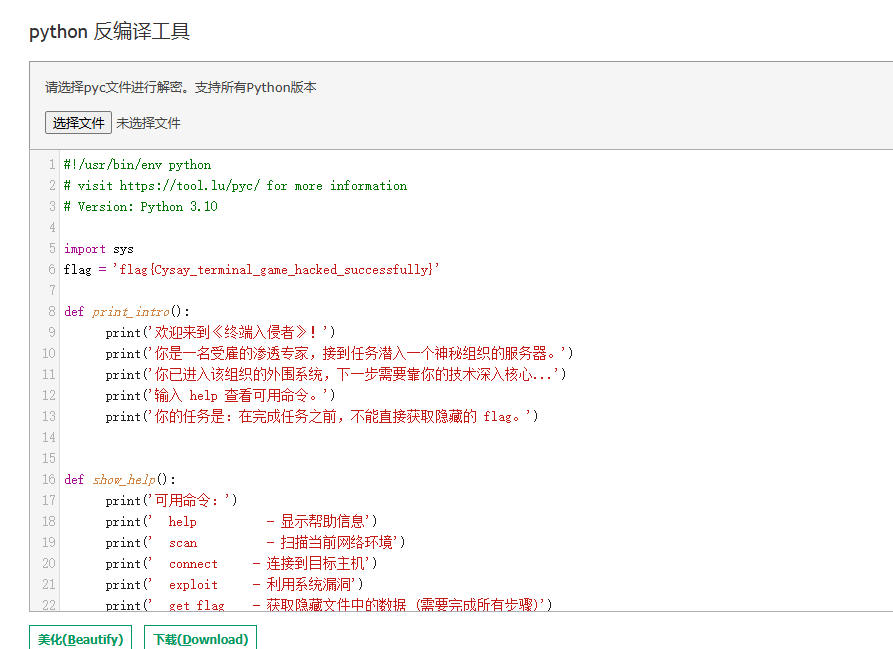 python 反编译工具
请选择pyc文件进行解密。支持所有Python版本
选择文件 未选择文件
1 #!/usr/bin/env python
2 # visit https://tool.lu/pyc/ for more information
3 # Version: Python 3.10
4
5 import sys
6 flag = 'flag{Cysay_terminal_game_hacked_successfully}'
7
8 def print_intro():
9 print('欢迎来到《终端入侵者》！')
10 print('你是一名受雇的渗透专家，接到任务潜入一个神秘组织的服务器。')
11 print('你已进入该组织的外围系统，下一步需要靠你的技术深入核心...')
12 print('输入 help 查看可用命令。')
13 print('你的任务是：在完成任务之前，不能直接获取隐藏的 flag。')
14
15
16 def show_help():
17 print('可用命令：')
18 print('  help          - 显示帮助信息')
19 print('  scan          - 扫描当前网络环境')
20 print('  connect     - 连接到目标主机')
21 print('  exploit     - 利用系统漏洞')
22 print('  get flag    - 获取隐藏文件中的数据 (需要完成所有步骤)')
美化(Beautify) 下载(Download)